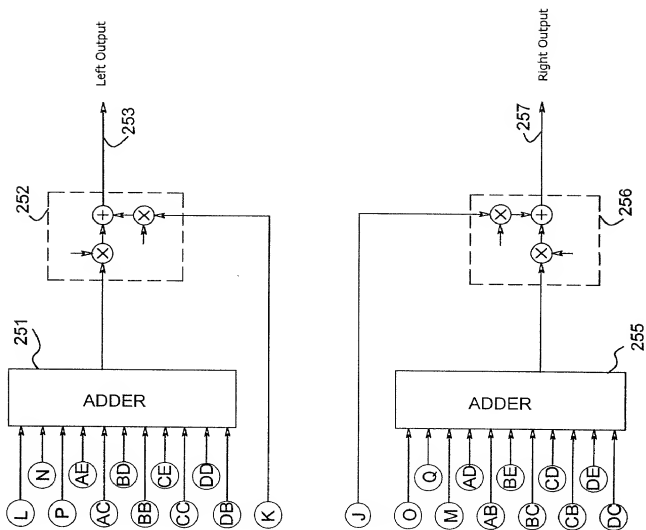 252
253
Left Output
251
ADDER
L
N
P
AE
AC
BD
BB
CE
CC
DD
DB
K
J
257
Right Output
256
255
ADDER
O
Q
M
AD
AB
BE
BC
CD
CB
DE
DC